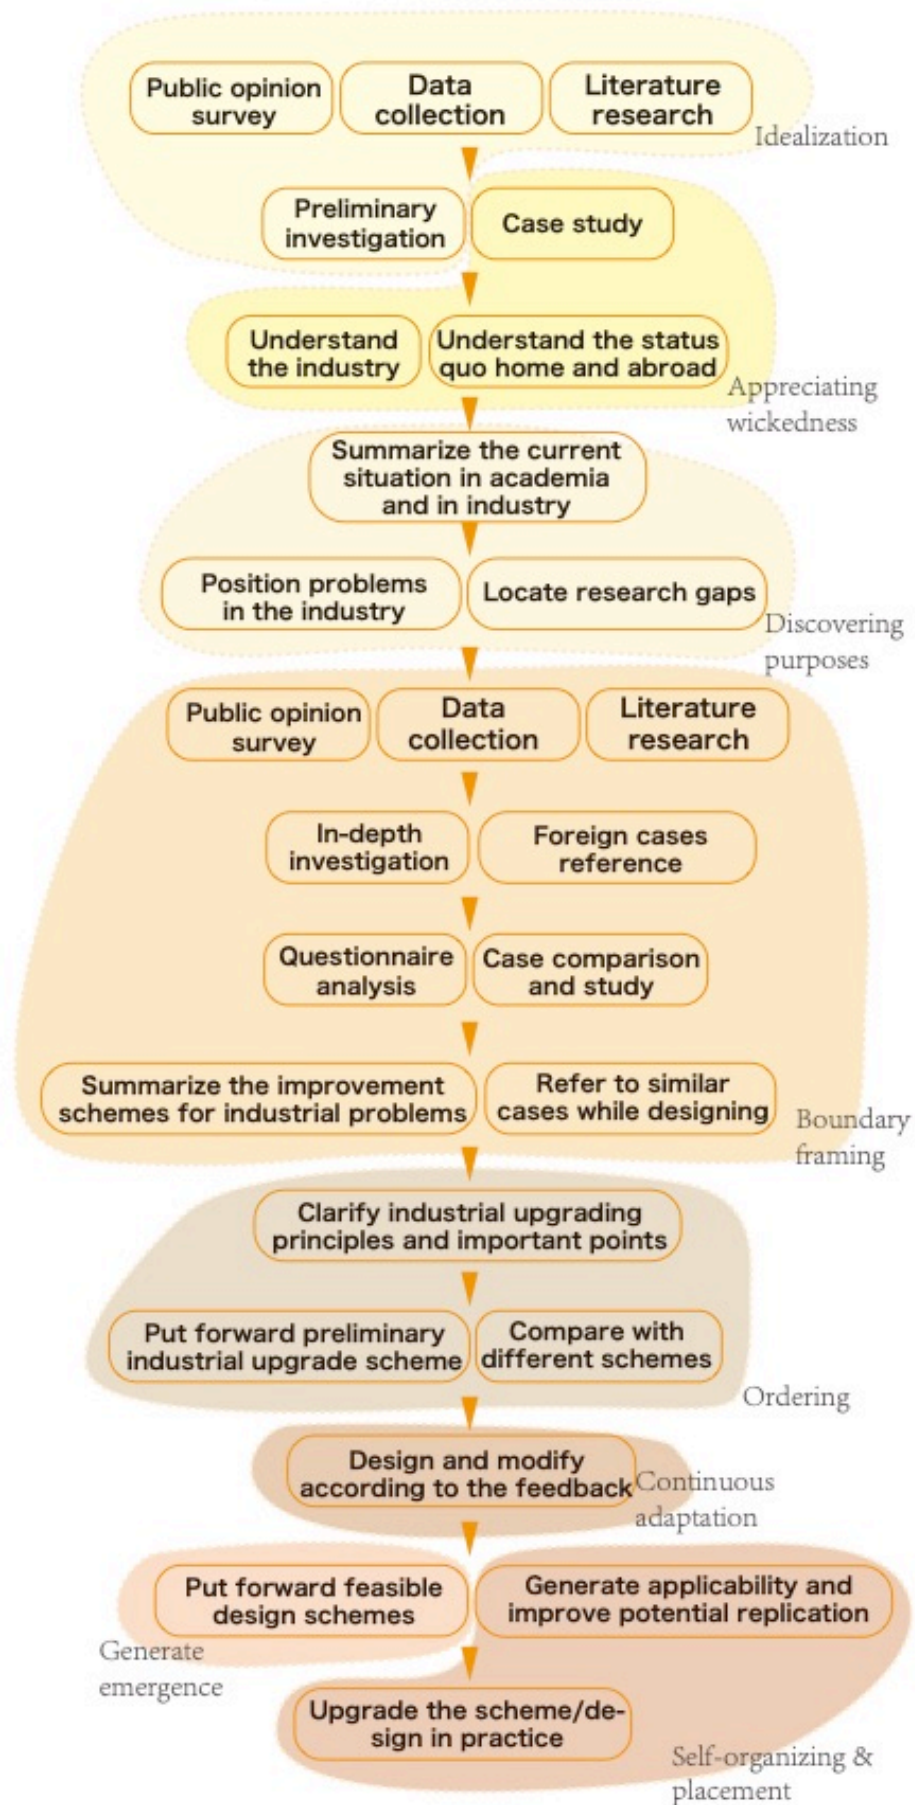 Public opinion
survey
Data
collection
Literature
research
Idealization
Preliminary
investigation
Case study
Understand
the industry
Understand the status
quo home and abroad
Appreciating
wickedness
Summarize the current
situation in academia
and in industry
Position problems
in the industry
Locate research gaps
Discovering
purposes
Public opinion
survey
Data
collection
Literature
research
In-depth
investigation
Foreign cases
reference
Questionnaire
analysis
Case comparison
and study
Summarize the improvement
schemes for industrial problems
Refer to similar
cases while designing
Boundary
framing
Clarify industrial upgrading
principles and important points
Put forward preliminary
industrial upgrade scheme
Compare with
different schemes
Ordering
Design and modify
according to the feedback
Continuous
adaptation
Put forward feasible
design schemes
Generate applicability and
improve potential replication
Generate
emergence
Upgrade the scheme/de-
sign in practice
Self-organizing &
placement